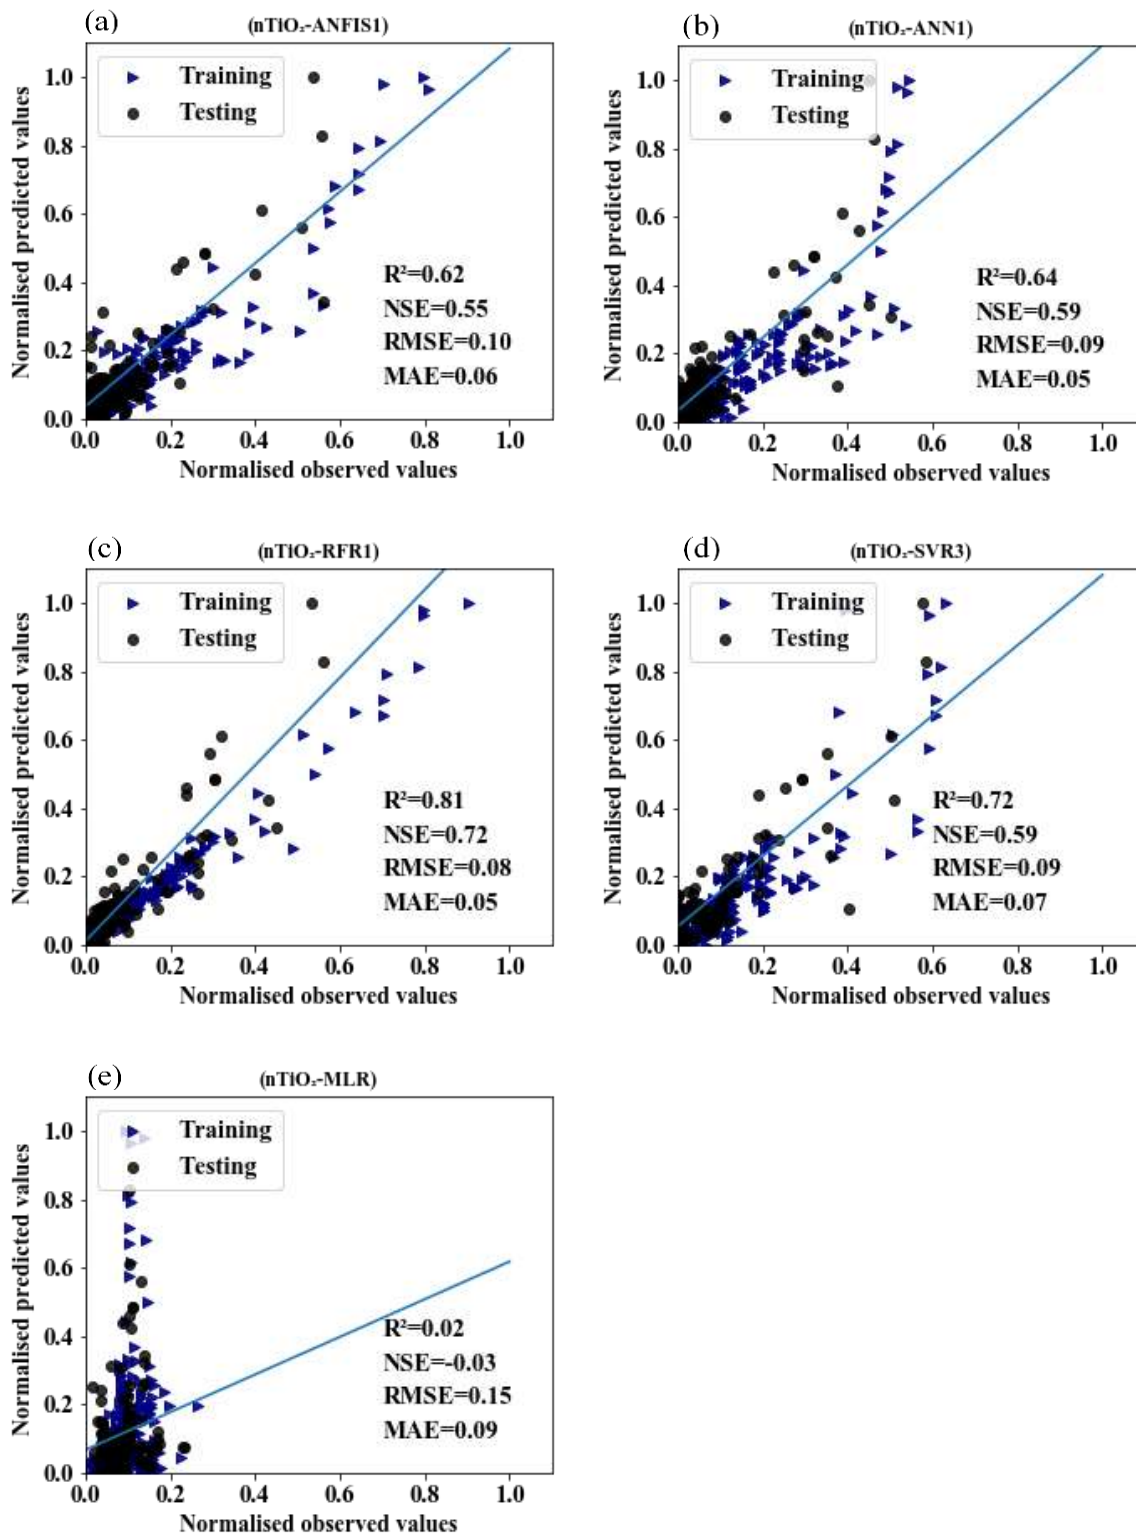 (a)
(nTiO₂-ANFIS1)
Normalised predicted values
1.0
0.8
0.6
0.4
0.2
0.0
Training
Testing
R²=0.62
NSE=0.55
RMSE=0.10
MAE=0.06
0.0 0.2 0.4 0.6 0.8 1.0
Normalised observed values
(b)
(nTiO₂-ANN1)
Normalised predicted values
1.0
0.8
0.6
0.4
0.2
0.0
Training
Testing
R²=0.64
NSE=0.59
RMSE=0.09
MAE=0.05
0.0 0.2 0.4 0.6 0.8 1.0
Normalised observed values
(c)
(nTiO₂-RFR1)
Normalised predicted values
1.0
0.8
0.6
0.4
0.2
0.0
Training
Testing
R²=0.81
NSE=0.72
RMSE=0.08
MAE=0.05
0.0 0.2 0.4 0.6 0.8 1.0
Normalised observed values
(d)
(nTiO₂-SVR3)
Normalised predicted values
1.0
0.8
0.6
0.4
0.2
0.0
Training
Testing
R²=0.72
NSE=0.59
RMSE=0.09
MAE=0.07
0.0 0.2 0.4 0.6 0.8 1.0
Normalised observed values
(e)
(nTiO₂-MLR)
Normalised predicted values
1.0
0.8
0.6
0.4
0.2
0.0
Training
Testing
R²=0.02
NSE=-0.03
RMSE=0.15
MAE=0.09
0.0 0.2 0.4 0.6 0.8 1.0
Normalised observed values